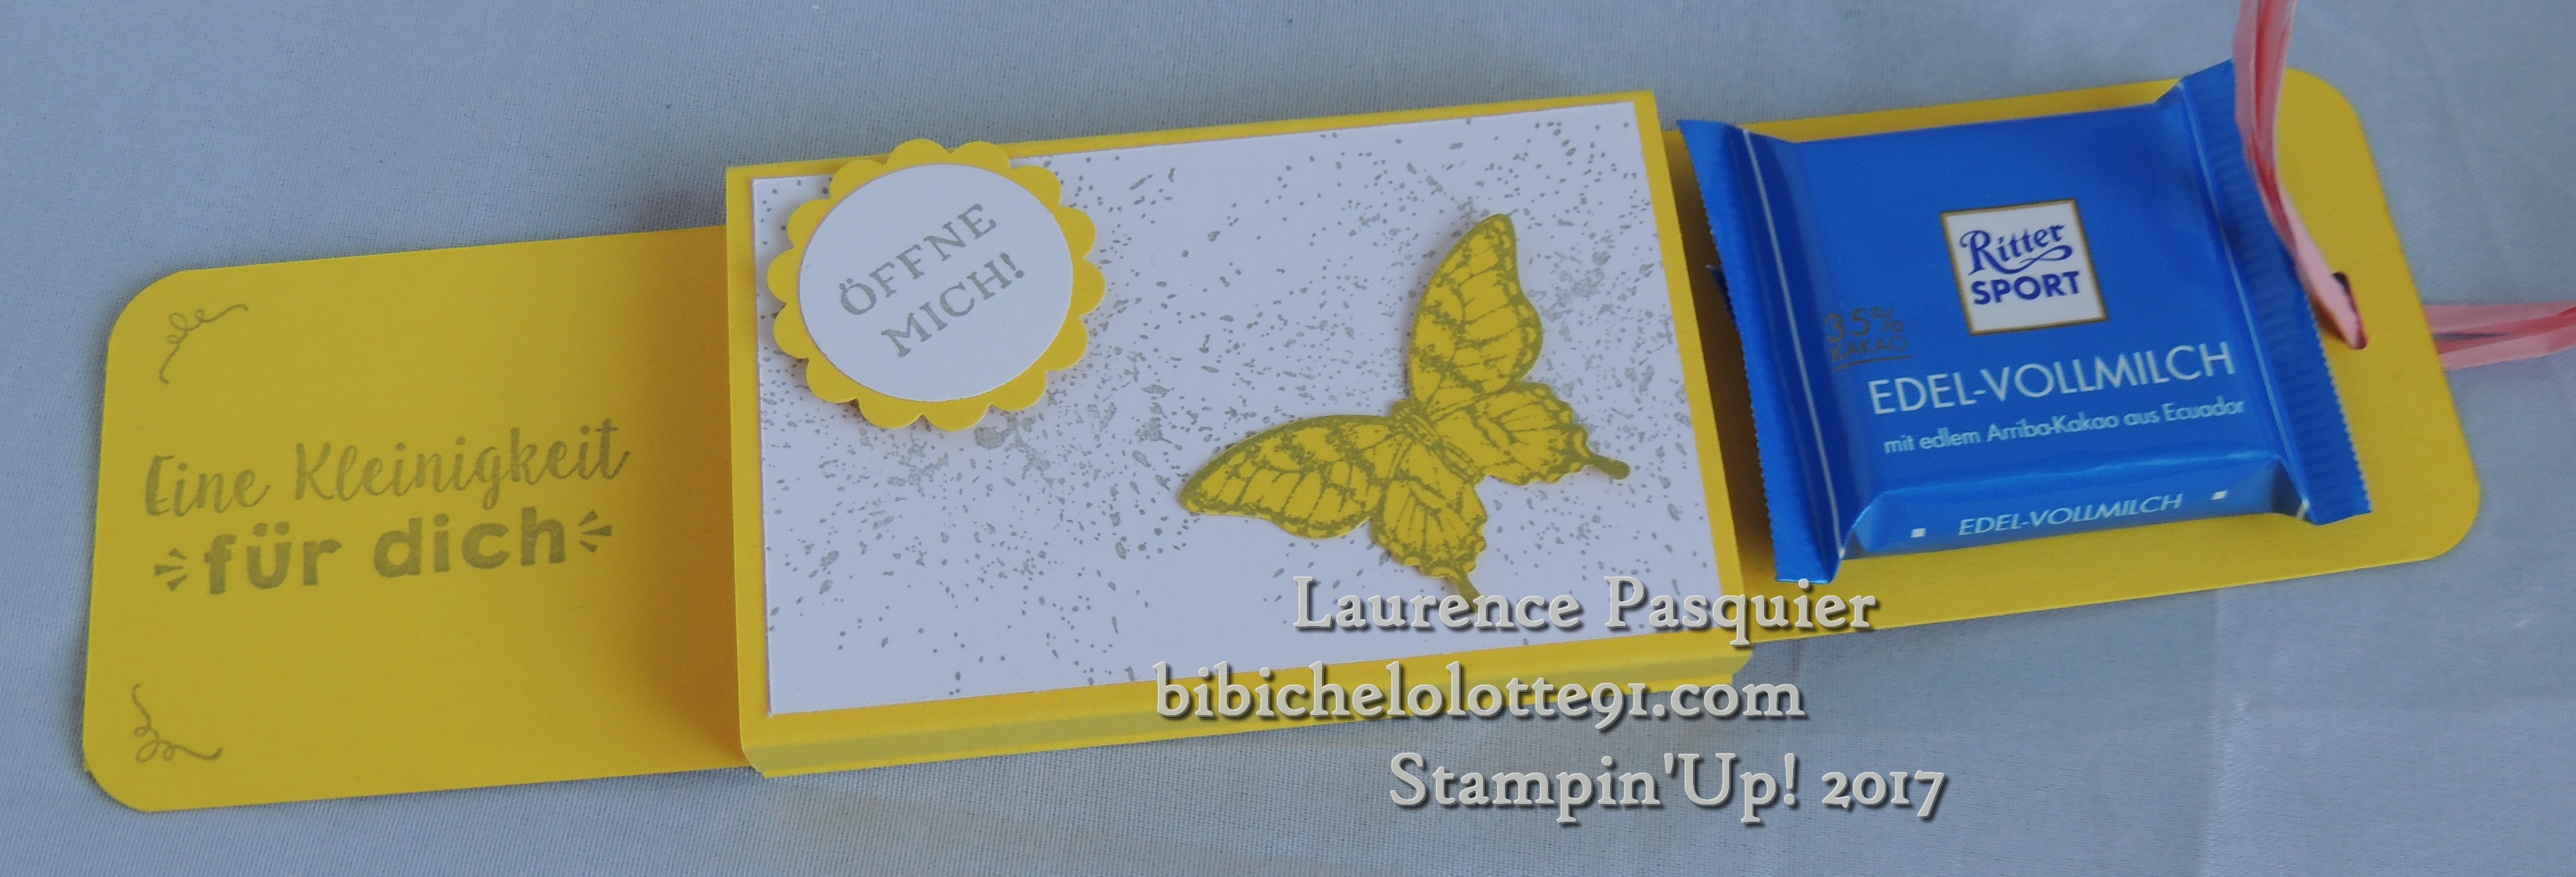 Eine Kleinigkeit
für dich
ÖFFNE
MICH!
Ritter
SPORT
35%
KAKAO
EDEL-VOLLMILCH
mit edlem Arriba-Kakao aus Ecuador
EDEL-VOLLMILCH
Laurence Pasquier
bibichelolotte91.com
Stampin'Up! 2017